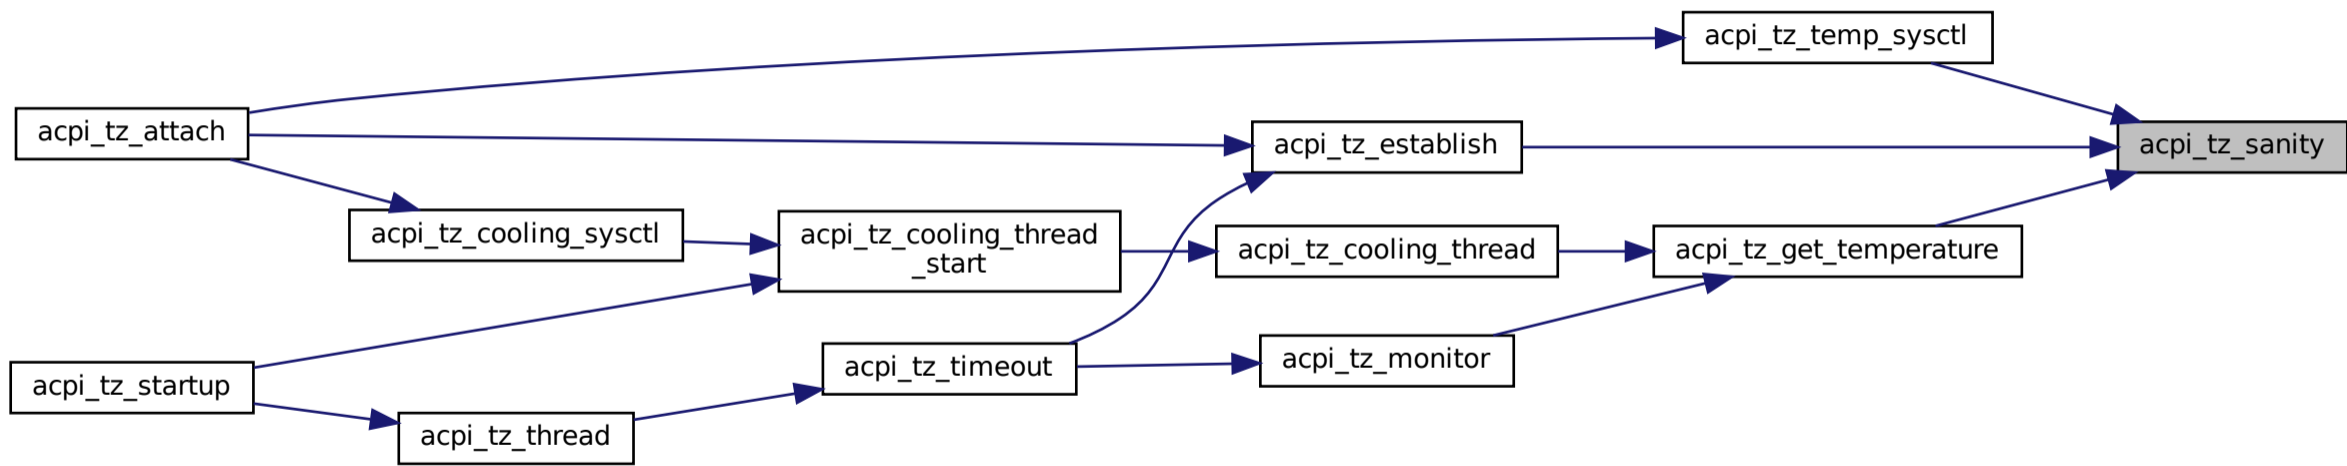 acpi_tz_temp_sysctl
acpi_tz_attach
acpi_tz_establish
acpi_tz_sanity
acpi_tz_cooling_sysctl
acpi_tz_cooling_thread
_start
acpi_tz_cooling_thread
acpi_tz_get_temperature
acpi_tz_startup
acpi_tz_timeout
acpi_tz_monitor
acpi_tz_thread